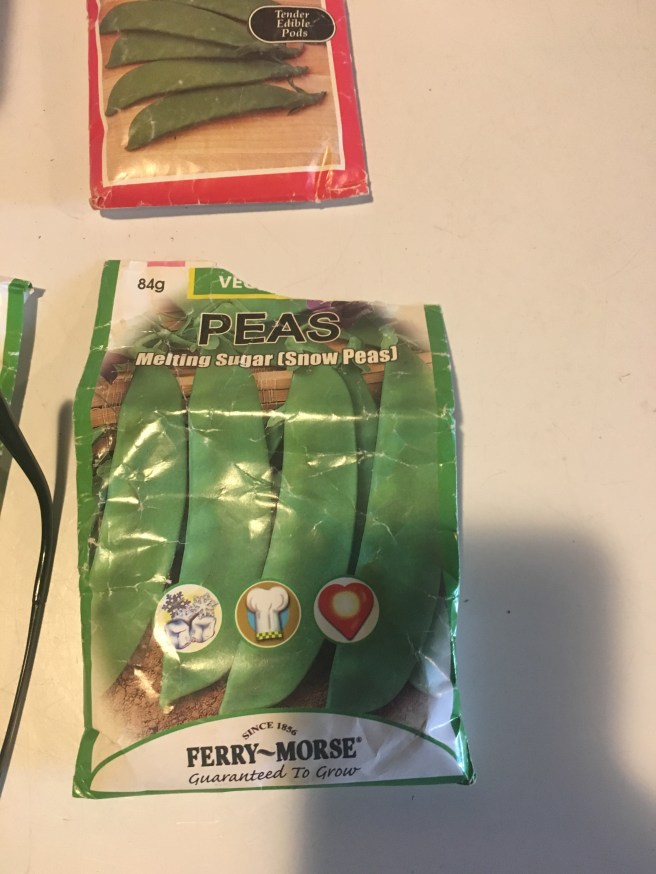 Tender
Edible
Pods
84g
PEAS
Melting Sugar (Snow Peas)
SINCE 1856
FERRY~MORSE®
Guaranteed To Grow